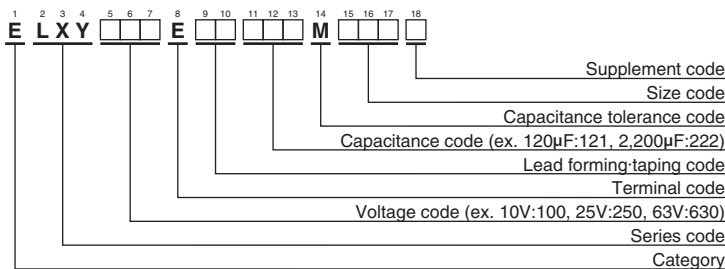 1 2 3 4 5 6 7 8 9 10 11 12 13 14 15 16 17 18
E L X Y □□□ E □□ □□□ M □□□ □
Supplement code
Size code
Capacitance tolerance code
Capacitance code (ex. 120µF:121, 2,200µF:222)
Lead forming·taping code
Terminal code
Voltage code (ex. 10V:100, 25V:250, 63V:630)
Series code
Category